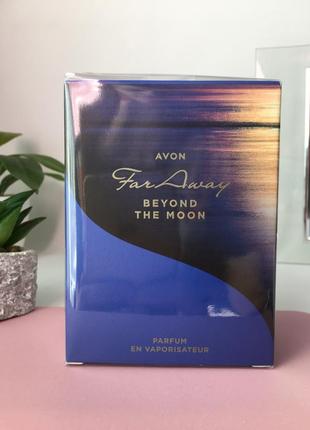 AVON
Far Away
BEYOND
THE MOON
PARFUM
EN VAPORISATEUR